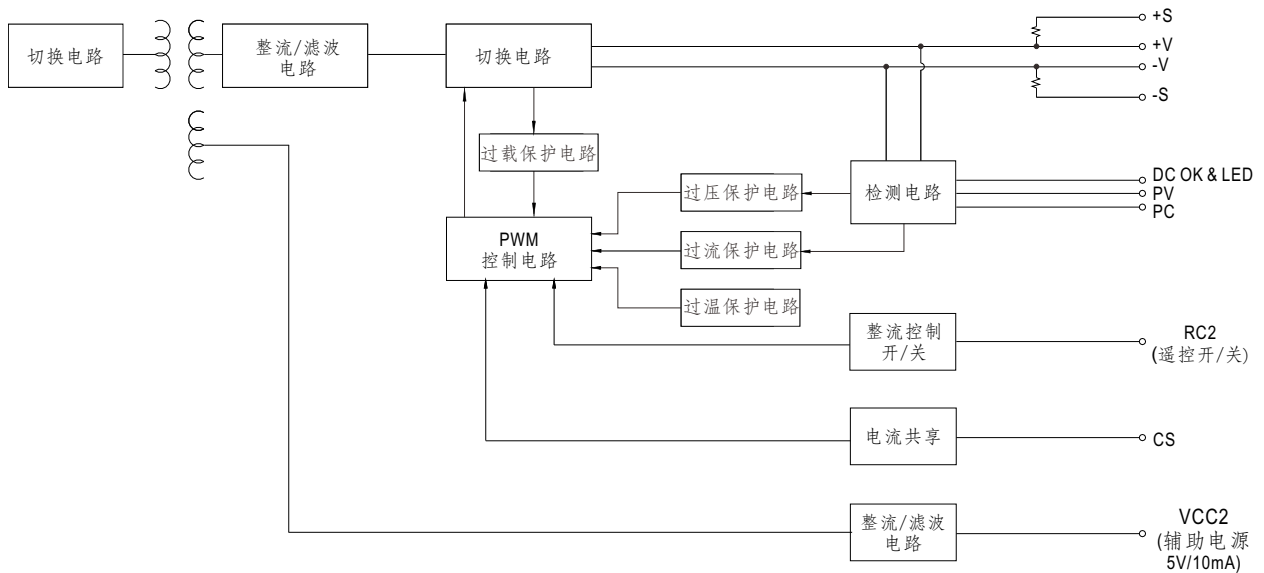 切换电路
整流/滤波
电路
切换电路
+S
+V
-V
-S
过载保护电路
过压保护电路
检测电路
DC OK & LED
PV
PC
PWM
控制电路
过流保护电路
过温保护电路
整流控制
开/关
RC2
(遥控开/关)
电流共享
CS
整流/滤波
电路
VCC2
(辅助电源
5V/10mA)